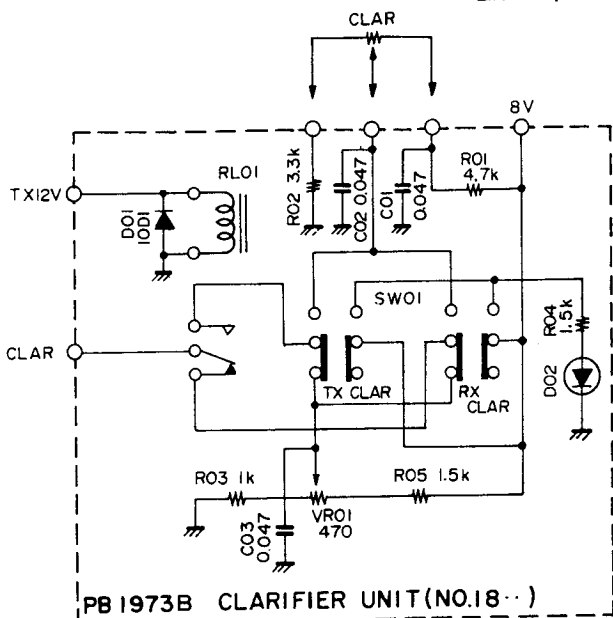 CLAR
8V
TX12V
RL01
D01
10D1
R02 3.3k
C02 0.047
C01
0.047
R01
4.7k
SW01
CLAR
TX CLAR
RX
CLAR
R04
1.5k
D02
R03 1k
R05 1.5k
C03
0.047
VR01
470
PB 1973B CLARIFIER UNIT (NO.18··)